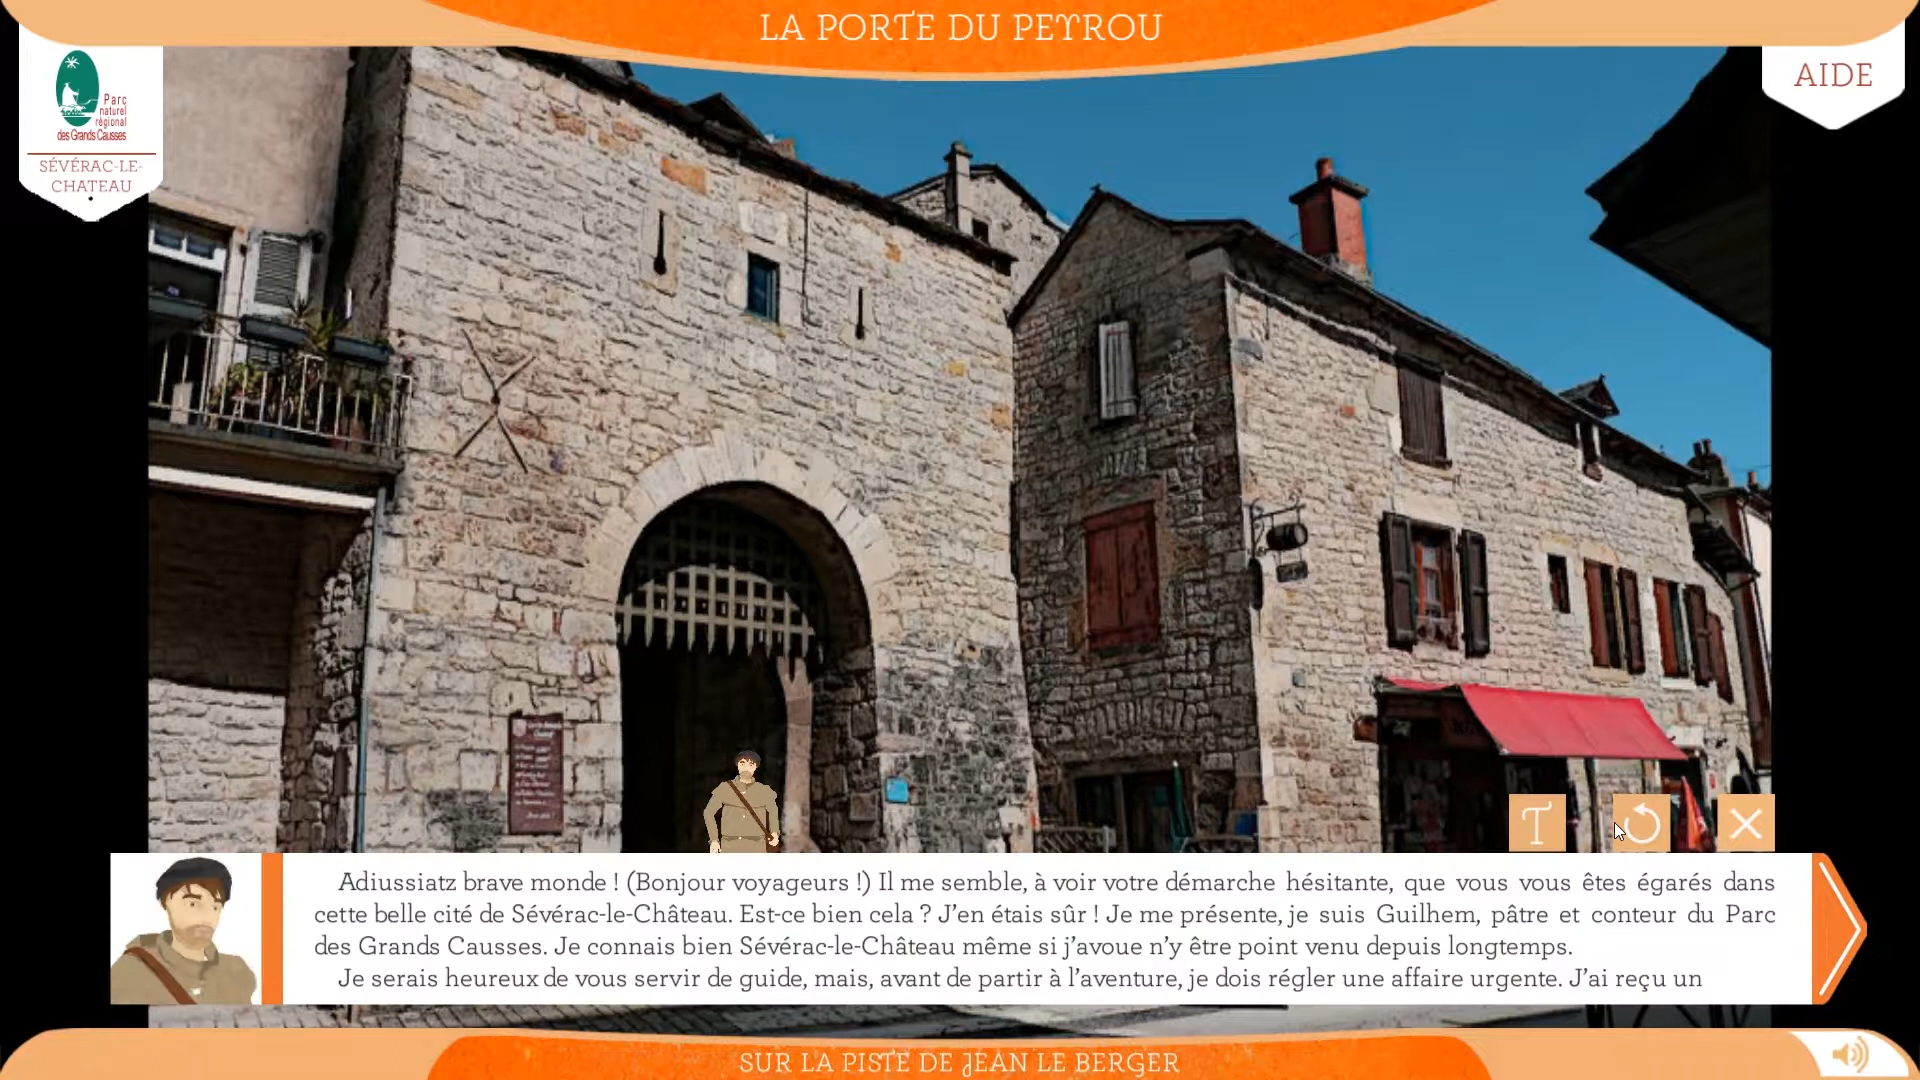 LA PORTE DU PEYROU
AIDE
Parc
naturel
régional
des Grands Causses
SÉVÉRAC-LE-
CHATEAU
T
Adiussiatz brave monde ! (Bonjour voyageurs !) Il me semble, à voir votre démarche hésitante, que vous vous êtes égarés dans
cette belle cité de Sévérac-le-Château. Est-ce bien cela ? J’en étais sûr ! Je me présente, je suis Guilhem, pâtre et conteur du Parc
des Grands Causses. Je connais bien Sévérac-le-Château même si j’avoue n’y être point venu depuis longtemps.
Je serais heureux de vous servir de guide, mais, avant de partir à l’aventure, je dois régler une affaire urgente. J’ai reçu un
SUR LA PISTE DE JEAN LE BERGER